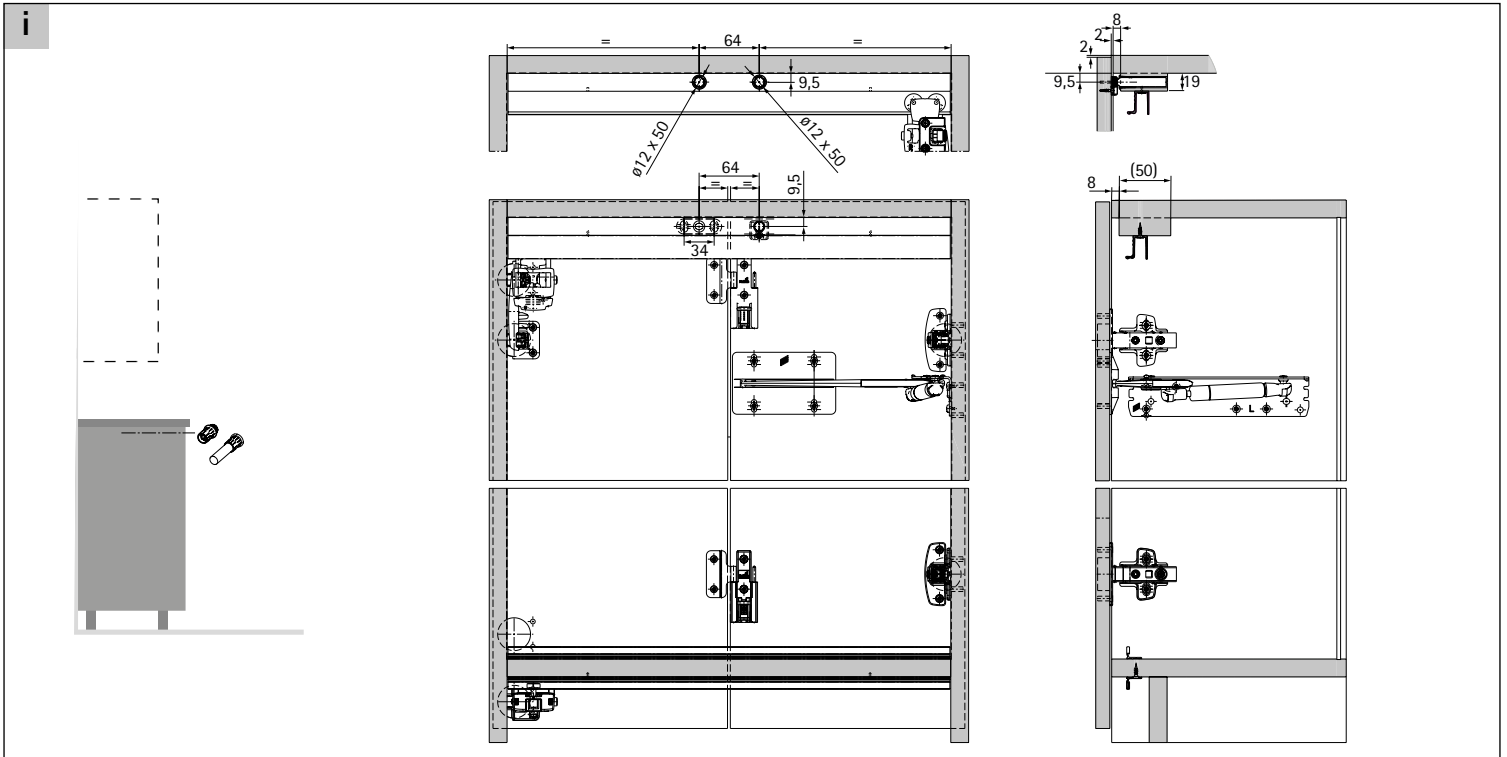 i
= 64 =
9,5
ø12 x 50
ø12 x 50
64
= =
9,5
34
8
2
2
9,5
19
8
(50)
L